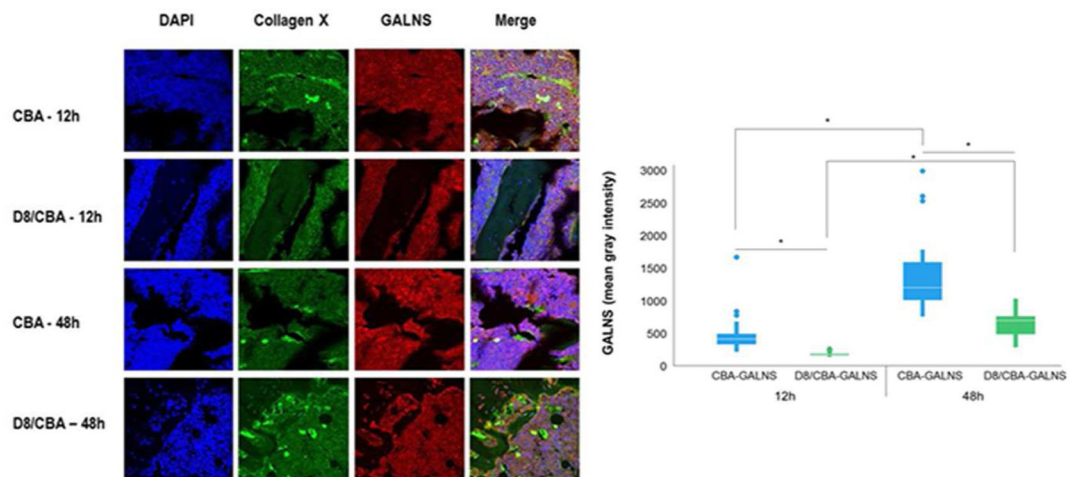 DAPI Collagen X GALNS Merge
CBA - 12h
D8/CBA - 12h
CBA - 48h
D8/CBA – 48h
GALNS (mean gray intensity)
3000
2500
2000
1500
1000
500
0
* * * *
CBA-GALNS D8/CBA-GALNS CBA-GALNS D8/CBA-GALNS
12h 48h